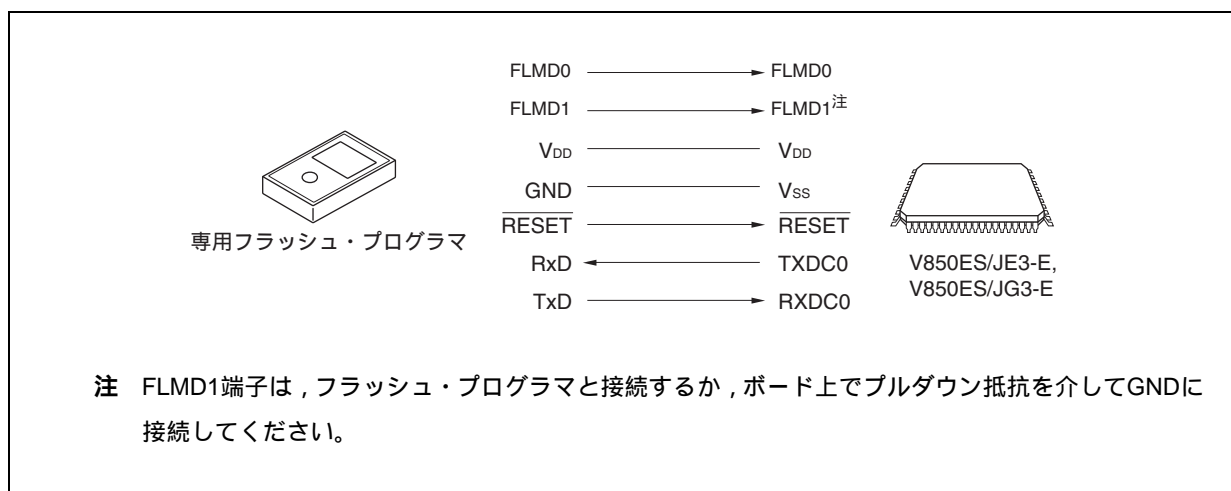 FLMD0 FLMD0
FLMD1 FLMD1注
VDD VDD
GND VSS
RESET RESET
専用フラッシュ・プログラマ
RxD TXDC0
TxD RXDC0
V850ES/JE3-E,
V850ES/JG3-E
注 FLMD1端子は，フラッシュ・プログラマと接続するか，ボード上でプルダウン抵抗を介してGNDに
接続してください。